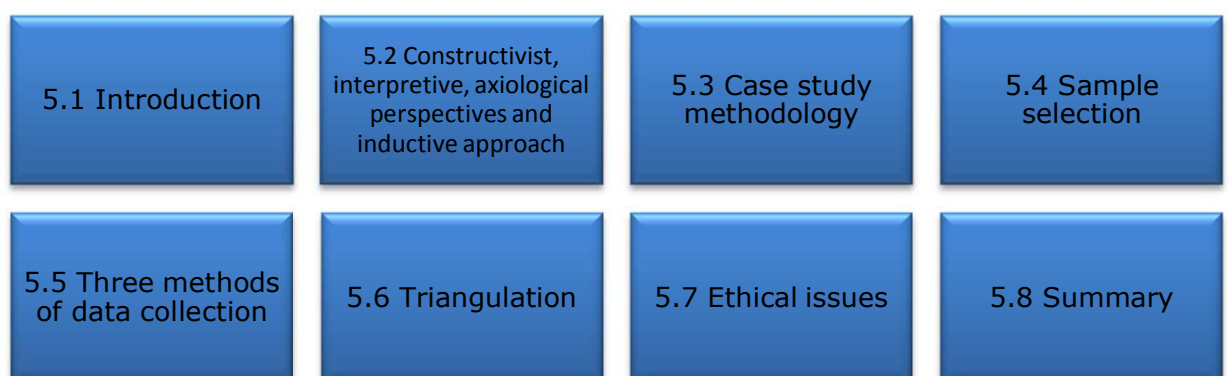 5.1 Introduction
5.2 Constructivist,
interpretive, axiological
perspectives and
inductive approach
5.3 Case study
methodology
5.4 Sample
selection
5.5 Three methods
of data collection
5.6 Triangulation
5.7 Ethical issues
5.8 Summary